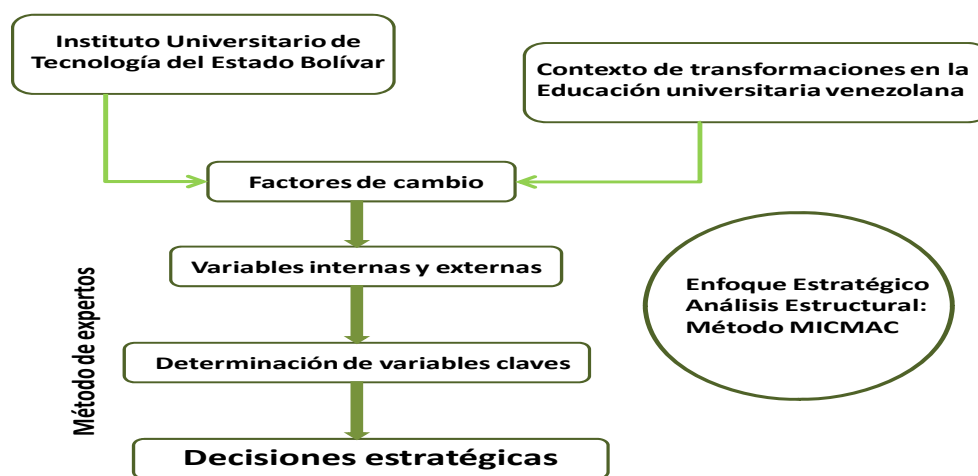 Instituto Universitario de
Tecnología del Estado Bolívar
Contexto de transformaciones en la
Educación universitaria venezolana
Factores de cambio
Variables internas y externas
Enfoque Estratégico
Análisis Estructural:
Método MICMAC
Método de expertos
Determinación de variables claves
Decisiones estratégicas